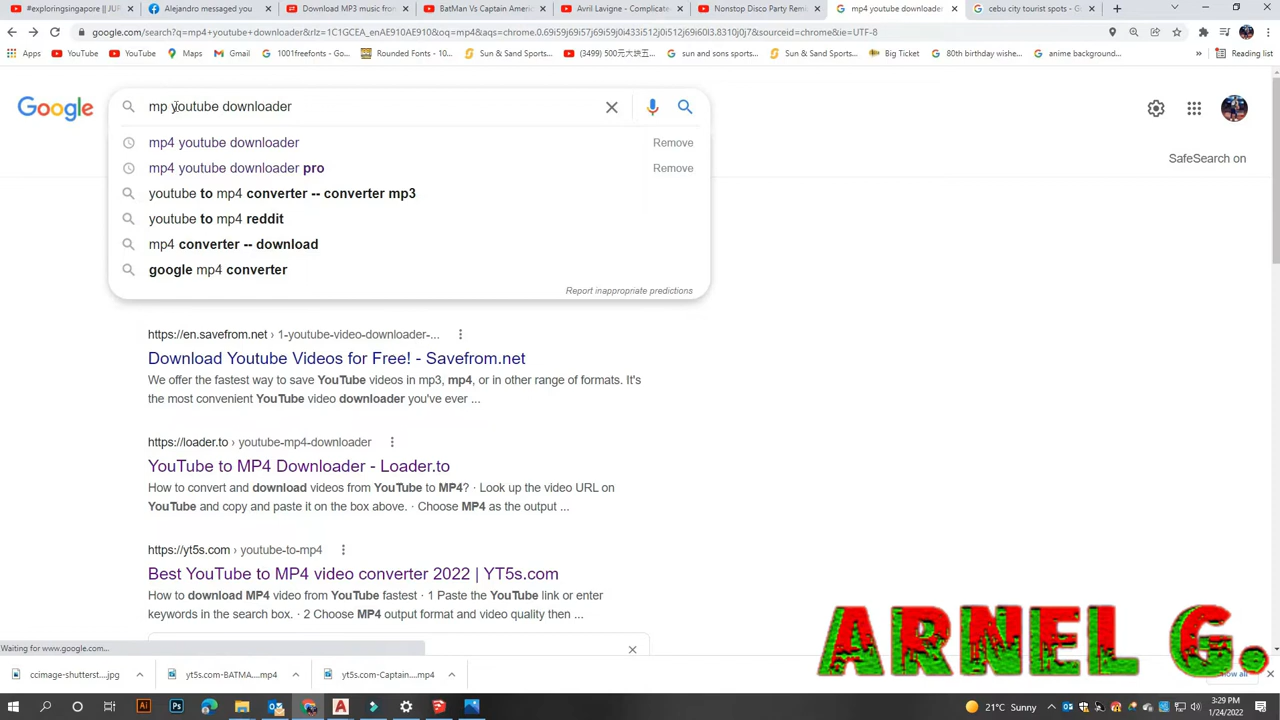 #exploringsingapore || JUF
Alejandro messaged you
Download MP3 music from
BatMan Vs Captain Americ
Avril Lavigne - Complicate
Nonstop Disco Party Remi
mp4 youtube downloader
cebu city tourist spots - G
google.com/search?q=mp4+youtube+downloader&rlz=1C1GCEA_enAE910AE910&oq=mp4&aqs=chrome.0.69i59j69i57j69i59j0i433i512j0i512j69i60l3.8310j0j7&sourceid=chrome&ie=UTF-8
Apps
YouTube
YouTube
Maps
Gmail
1001freefonts - G...
Rounded Fonts - 10...
Sun & Sand Sports...
(3499) 500元大拱五...
sun and sons sports...
Sun & Sand Sports...
Big Ticket
80th birthday wishe...
anime background...
»
Reading list
Google
mp youtube downloader
mp4 youtube downloader
Remove
mp4 youtube downloader pro
Remove
youtube to mp4 converter -- converter mp3
youtube to mp4 reddit
mp4 converter -- download
google mp4 converter
Report inappropriate predictions
SafeSearch on
https://en.savefrom.net › 1-youtube-video-downloader-...
Download Youtube Videos for Free! - Savefrom.net
We offer the fastest way to save YouTube videos in mp3, mp4, or in other range of formats. It's
the most convenient YouTube video downloader you've ever ...
https://loader.to › youtube-mp4-downloader
YouTube to MP4 Downloader - Loader.to
How to convert and download videos from YouTube to MP4? · Look up the video URL on
YouTube and copy and paste it on the box above. · Choose MP4 as the output ...
https://yt5s.com › youtube-to-mp4
Best YouTube to MP4 video converter 2022 | YT5s.com
How to download MP4 video from YouTube fastest · 1 Paste the YouTube link or enter
keywords in the search box. · 2 Choose MP4 output format and video quality then ...
ARNEL G.
Waiting for www.google.com...
ccimage-shutterst....jpg
yt5s.com-BATMA....mp4
yt5s.com-Captain....mp4
Show all
21°C Sunny
3:29 PM
1/24/2022